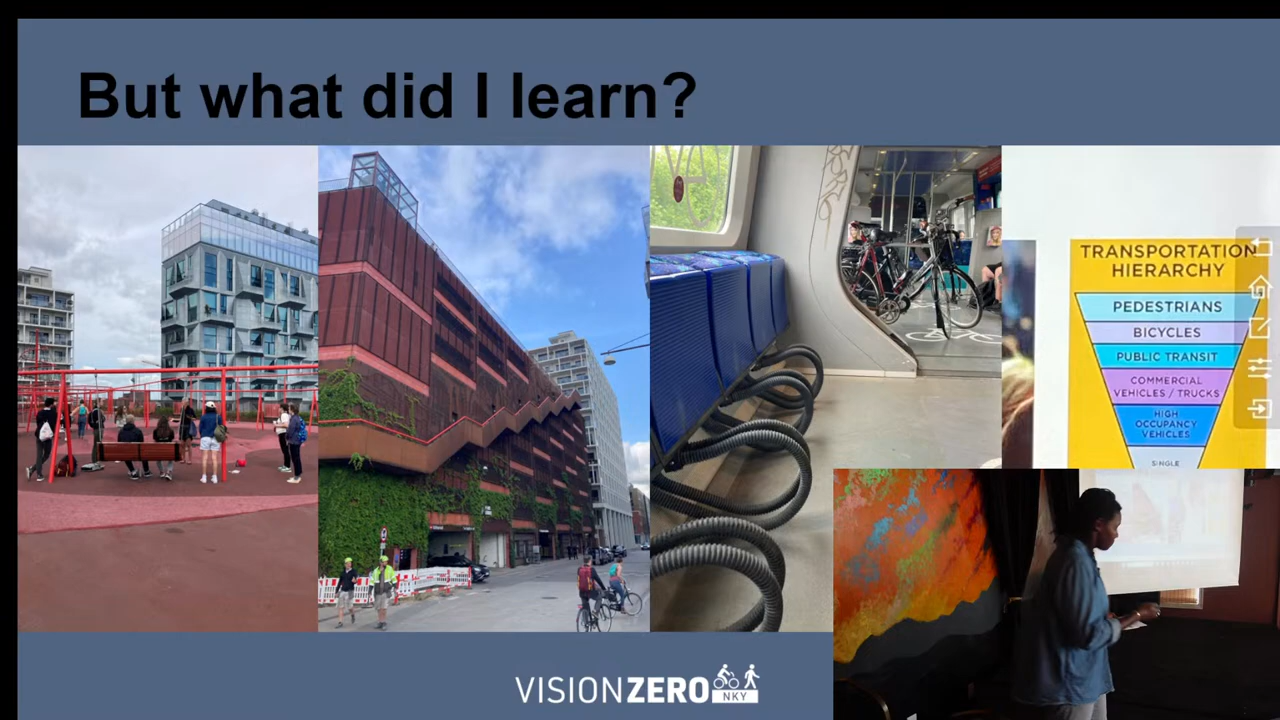 But what did I learn?
TRANSPORTATION
HIERARCHY
PEDESTRIANS
BICYCLES
PUBLIC TRANSIT
COMMERCIAL
VEHICLES / TRUCKS
HIGH
OCCUPANCY
VEHICLES
SINGLE
VISIONZERO
NKY